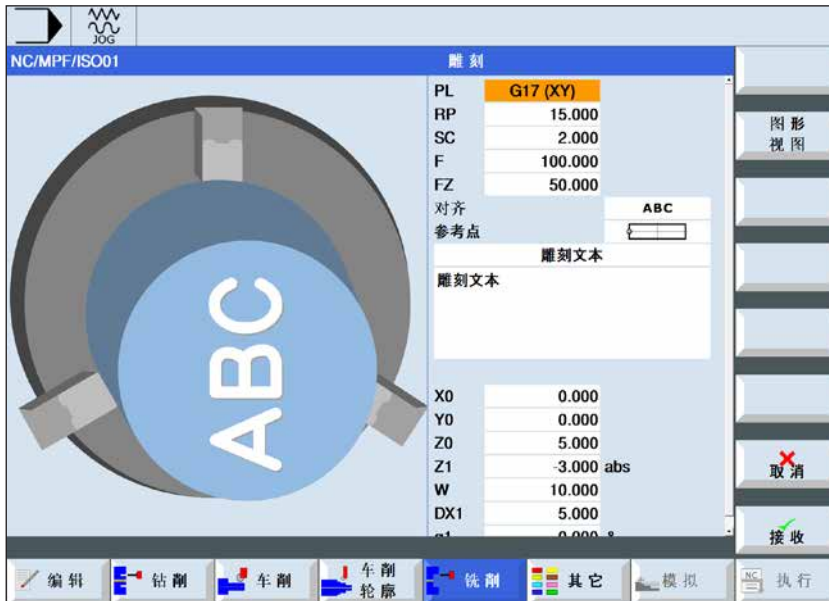 JOG
NC/MPF/ISO01
雕刻
PL G17 (XY)
RP 15.000
SC 2.000
F 100.000
FZ 50.000
对齐 ABC
参考点
雕刻文本
雕刻文本
X0 0.000
Y0 0.000
Z0 5.000
Z1 -3.000 abs
W 10.000
DX1 5.000
α1 0.000 °
ABC
图形
视图
取消
接收
编辑
钻削
车削
车削
轮廓
铣削
其它
模拟
NC
执行